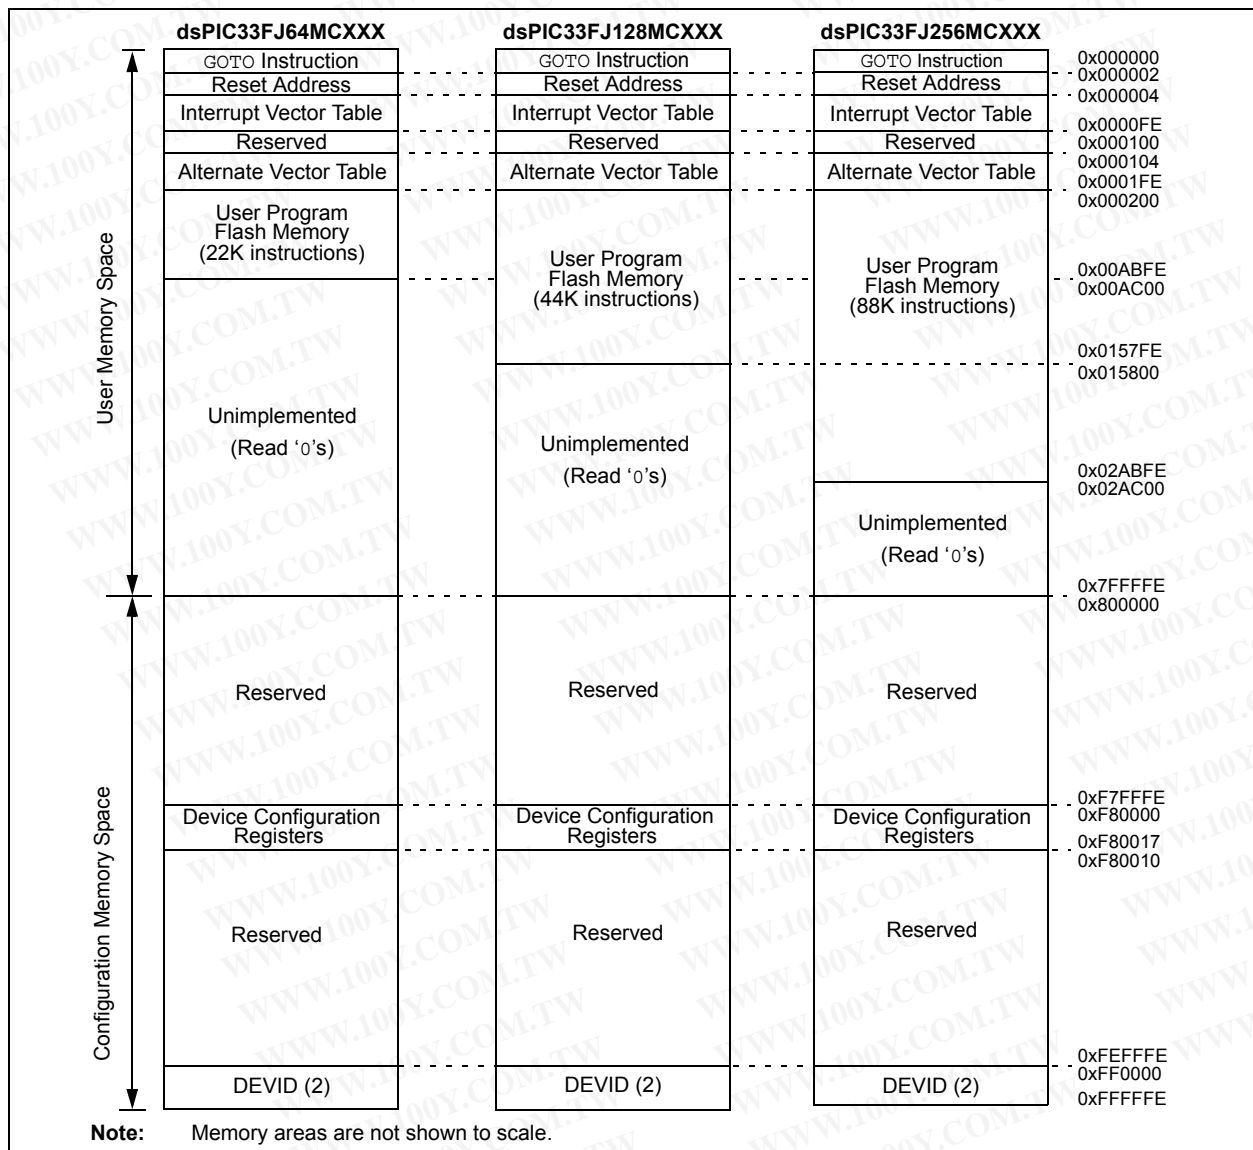 dsPIC33FJ64MCXXX dsPIC33FJ128MCXXX dsPIC33FJ256MCXXX
GOTO Instruction GOTO Instruction GOTO Instruction 0x000000
Reset Address Reset Address Reset Address 0x000002
0x000004
Interrupt Vector Table Interrupt Vector Table Interrupt Vector Table
0x0000FE
Reserved Reserved Reserved 0x000100
0x000104
Alternate Vector Table Alternate Vector Table Alternate Vector Table
0x0001FE
0x000200
User Program
Flash Memory
(22K instructions)
User Program
Flash Memory
(44K instructions)
User Program
Flash Memory
(88K instructions)
0x00ABFE
0x00AC00
User Memory Space
0x0157FE
0x015800
Unimplemented
(Read ‘0’s)
Unimplemented
(Read ‘0’s)
0x02ABFE
0x02AC00
Unimplemented
(Read ‘0’s)
0x7FFFFE
0x800000
Reserved Reserved Reserved
0xF7FFFE
0xF80000
Device Configuration
Registers
Device Configuration
Registers
Device Configuration
Registers
0xF80017
0xF80010
Configuration Memory Space
Reserved Reserved Reserved
0xFEFFFE
0xFF0000
DEVID (2) DEVID (2) DEVID (2)
0xFFFFFE
Note: Memory areas are not shown to scale.
WWW.100Y.COM.TW